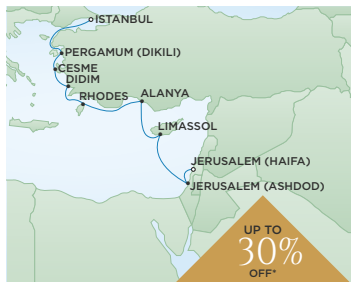 ISTANBUL
PERGAMUM (DIKILI)
CESME
DIDIM
RHODES
ALANYA
LIMASSOL
JERUSALEM (HAIFA)
JERUSALEM (ASHDOD)
UP TO
30%
OFF*